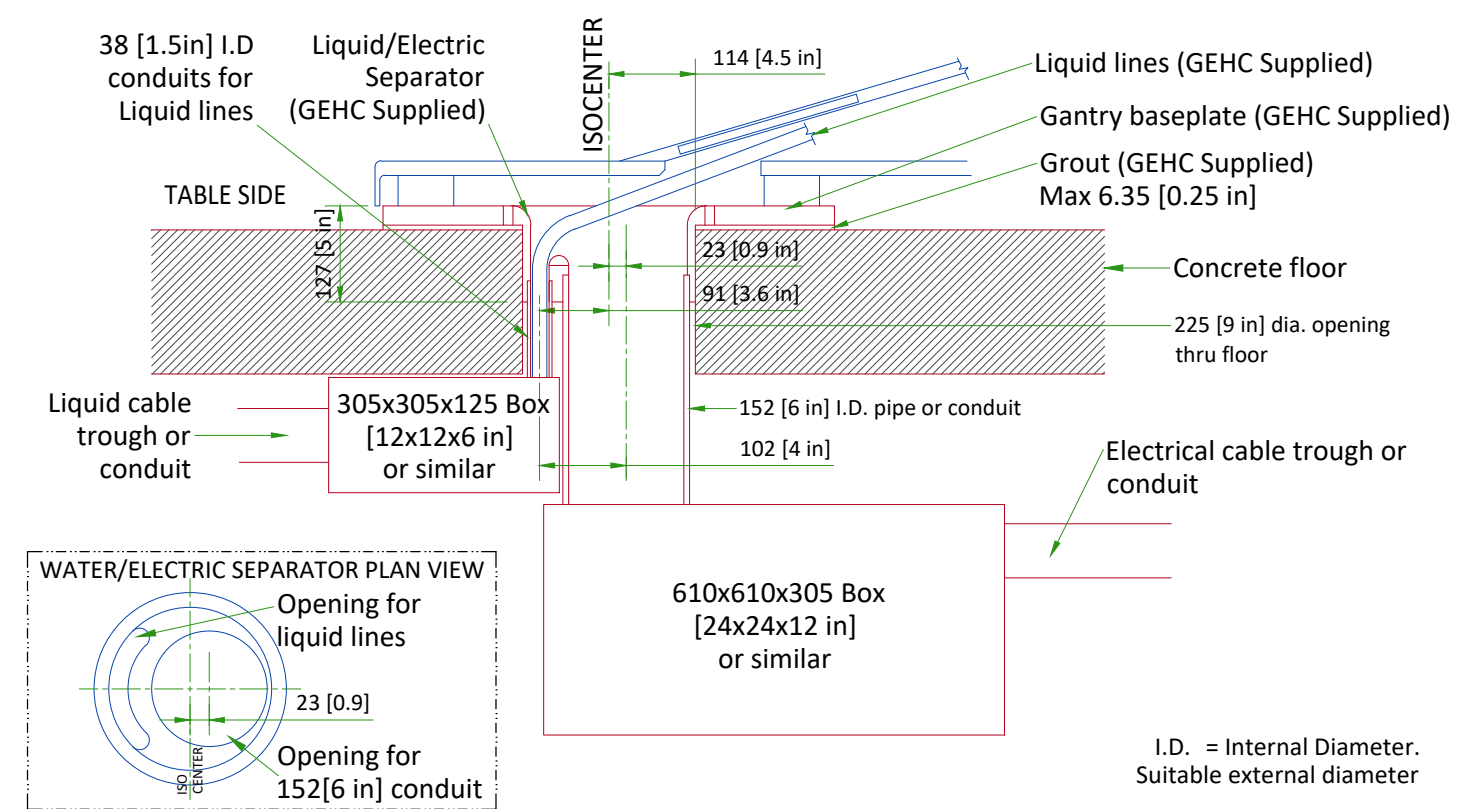 38 [1.5in] I.D
conduits for
Liquid lines
Liquid/Electric
Separator
(GEHC Supplied)
ISOCENTER
114 [4.5 in]
Liquid lines (GEHC Supplied)
Gantry baseplate (GEHC Supplied)
Grout (GEHC Supplied)
Max 6.35 [0.25 in]
TABLE SIDE
127 [5 in]
23 [0.9 in]
91 [3.6 in]
Concrete floor
225 [9 in] dia. opening
thru floor
Liquid cable
trough or
conduit
305x305x125 Box
[12x12x6 in]
or similar
152 [6 in] I.D. pipe or conduit
102 [4 in]
Electrical cable trough or
conduit
610x610x305 Box
[24x24x12 in]
or similar
WATER/ELECTRIC SEPARATOR PLAN VIEW
Opening for
liquid lines
23 [0.9]
ISO
CENTER
Opening for
152[6 in] conduit
I.D. = Internal Diameter.
Suitable external diameter